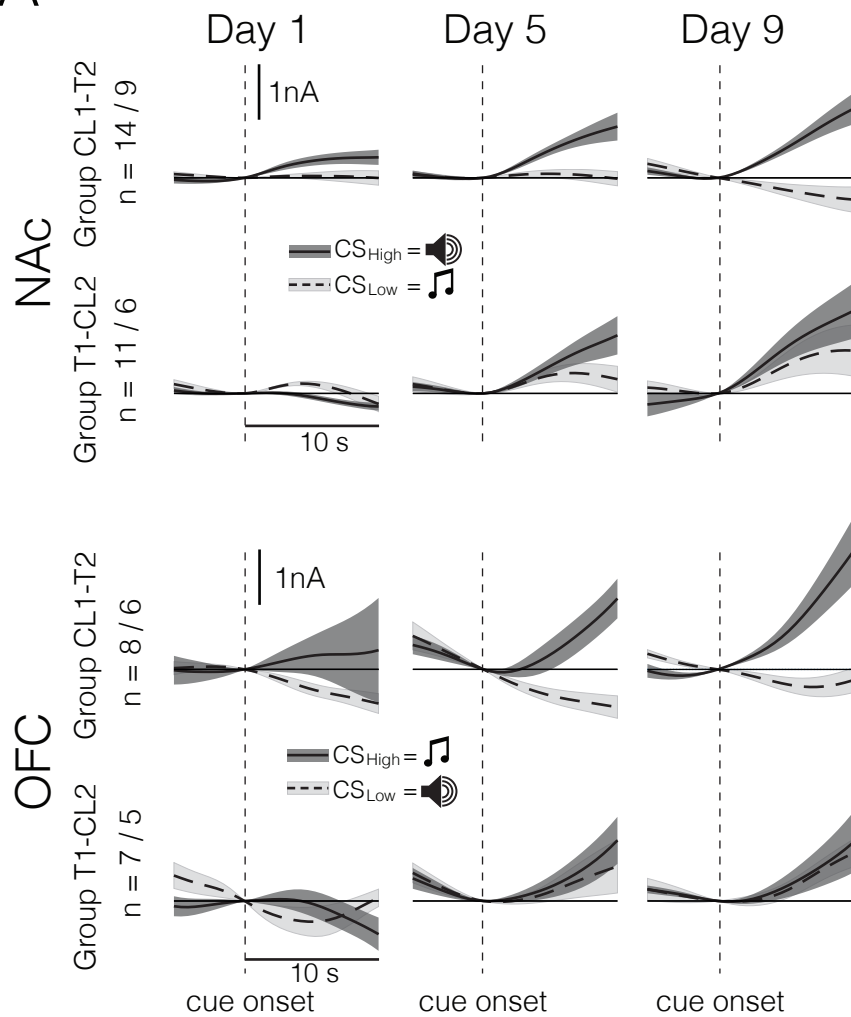 Day 1
Day 5
Day 9
1nA
NAc
Group CL1-T2
n = 14 / 9
CSHigh =
CSLow =
Group T1-CL2
n = 11 / 6
10 s
OFC
Group CL1-T2
n = 8 / 6
1nA
CSHigh =
CSLow =
Group T1-CL2
n = 7 / 5
10 s
cue onset
cue onset
cue onset